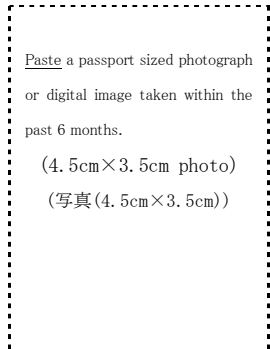 Paste a passport sized photograph
or digital image taken within the
past 6 months.
(4.5cm×3.5cm photo)
(写真(4.5cm×3.5cm))